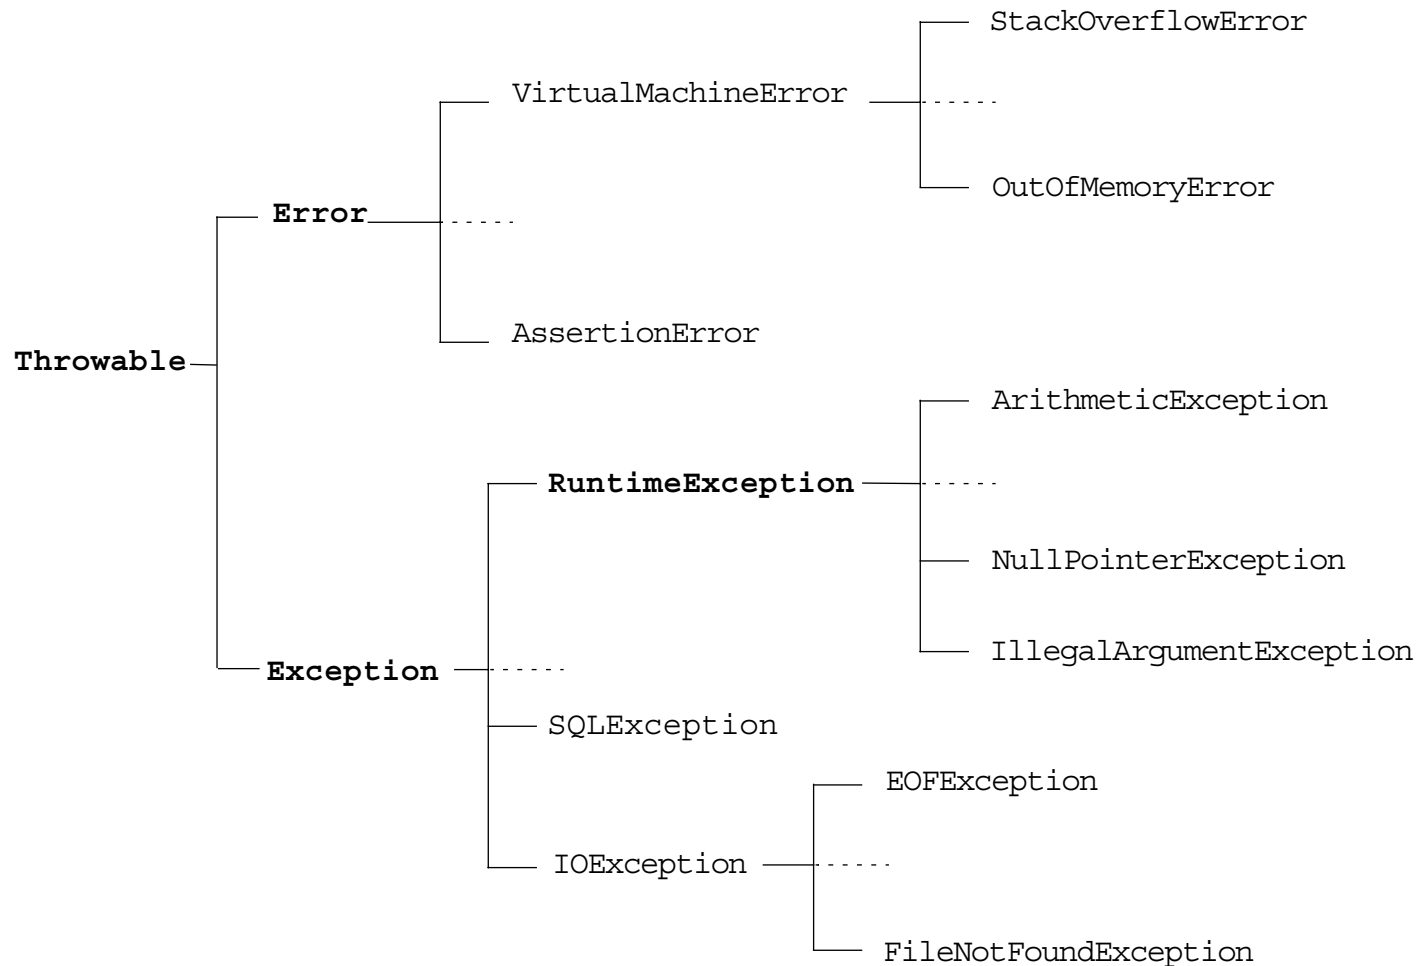 StackOverflowError
VirtualMachineError
OutOfMemoryError
Error
AssertionError
Throwable
ArithmeticException
RuntimeException
NullPointerException
IllegalArgumentException
Exception
SQLException
EOFException
IOException
FileNotFoundException